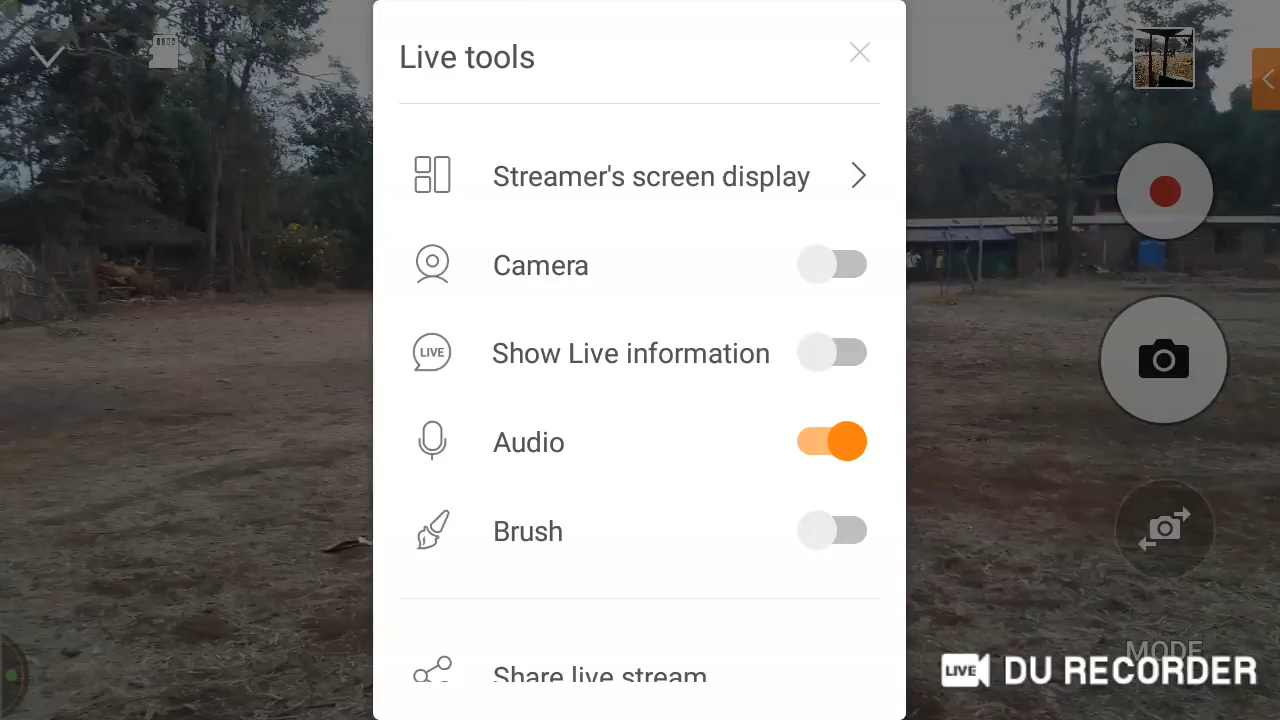 Live tools
Streamer's screen display
Camera
LIVE
Show Live information
Audio
Brush
Share live stream
MODE
LIVE DU RECORDER